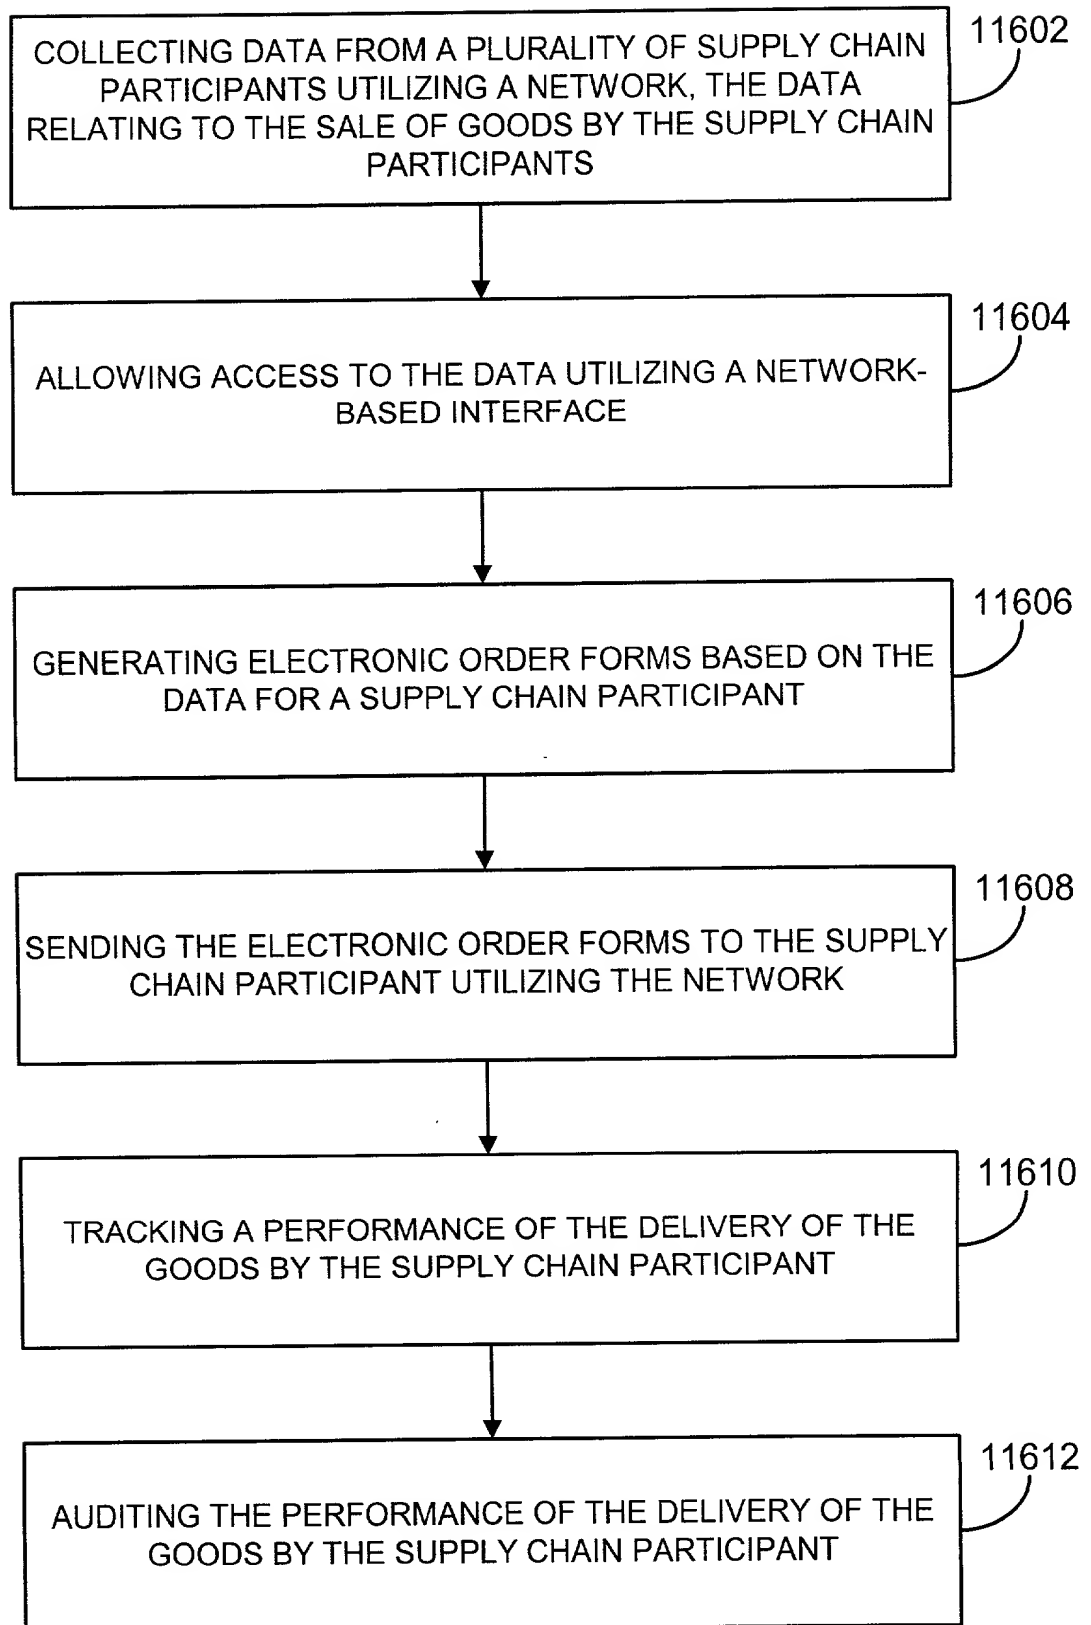 11602
COLLECTING DATA FROM A PLURALITY OF SUPPLY CHAIN
PARTICIPANTS UTILIZING A NETWORK, THE DATA
RELATING TO THE SALE OF GOODS BY THE SUPPLY CHAIN
PARTICIPANTS
11604
ALLOWING ACCESS TO THE DATA UTILIZING A NETWORK-
BASED INTERFACE
11606
GENERATING ELECTRONIC ORDER FORMS BASED ON THE
DATA FOR A SUPPLY CHAIN PARTICIPANT
11608
SENDING THE ELECTRONIC ORDER FORMS TO THE SUPPLY
CHAIN PARTICIPANT UTILIZING THE NETWORK
11610
TRACKING A PERFORMANCE OF THE DELIVERY OF THE
GOODS BY THE SUPPLY CHAIN PARTICIPANT
11612
AUDITING THE PERFORMANCE OF THE DELIVERY OF THE
GOODS BY THE SUPPLY CHAIN PARTICIPANT